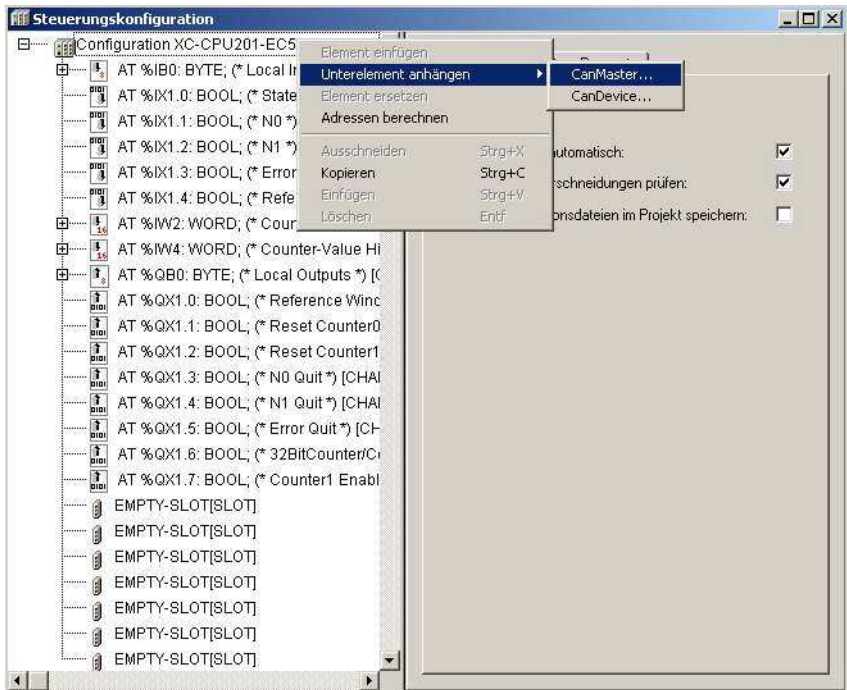 Steuerungskonfiguration
Configuration XC-CPU201-EC5
AT %IB0: BYTE; (* Local
AT %IX1.0: BOOL; (* State
AT %IX1.1: BOOL; (* N0 *)
AT %IX1.2: BOOL; (* N1 *)
AT %IX1.3: BOOL; (* Error
AT %IX1.4: BOOL; (* Refe
AT %IW2: WORD; (* Cour
AT %IW4: WORD; (* Counter-Value Hi
AT %QB0: BYTE; (* Local Outputs *) [
AT %QX1.0: BOOL; (* Reference Winc
AT %QX1.1: BOOL; (* Reset Counter0
AT %QX1.2: BOOL; (* Reset Counter1
AT %QX1.3: BOOL; (* N0 Quit *) [CHAI
AT %QX1.4: BOOL; (* N1 Quit *) [CHAI
AT %QX1.5: BOOL; (* Error Quit *) [CH
AT %QX1.6: BOOL; (* 32BitCounter/C
AT %QX1.7: BOOL; (* Counter1 Enabl
EMPTY-SLOT[SLOT]
EMPTY-SLOT[SLOT]
EMPTY-SLOT[SLOT]
EMPTY-SLOT[SLOT]
EMPTY-SLOT[SLOT]
EMPTY-SLOT[SLOT]
EMPTY-SLOT[SLOT]
Element einfügen
Unterelement anhängen
Element ersetzen
Adressen berechnen
Ausschneiden Strg+X
Kopieren Strg+C
Einfügen Strg+V
Löschen Entf
CanMaster...
CanDevice...
utomatisch:
schneidungen prüfen:
onsdateien im Projekt speichern: